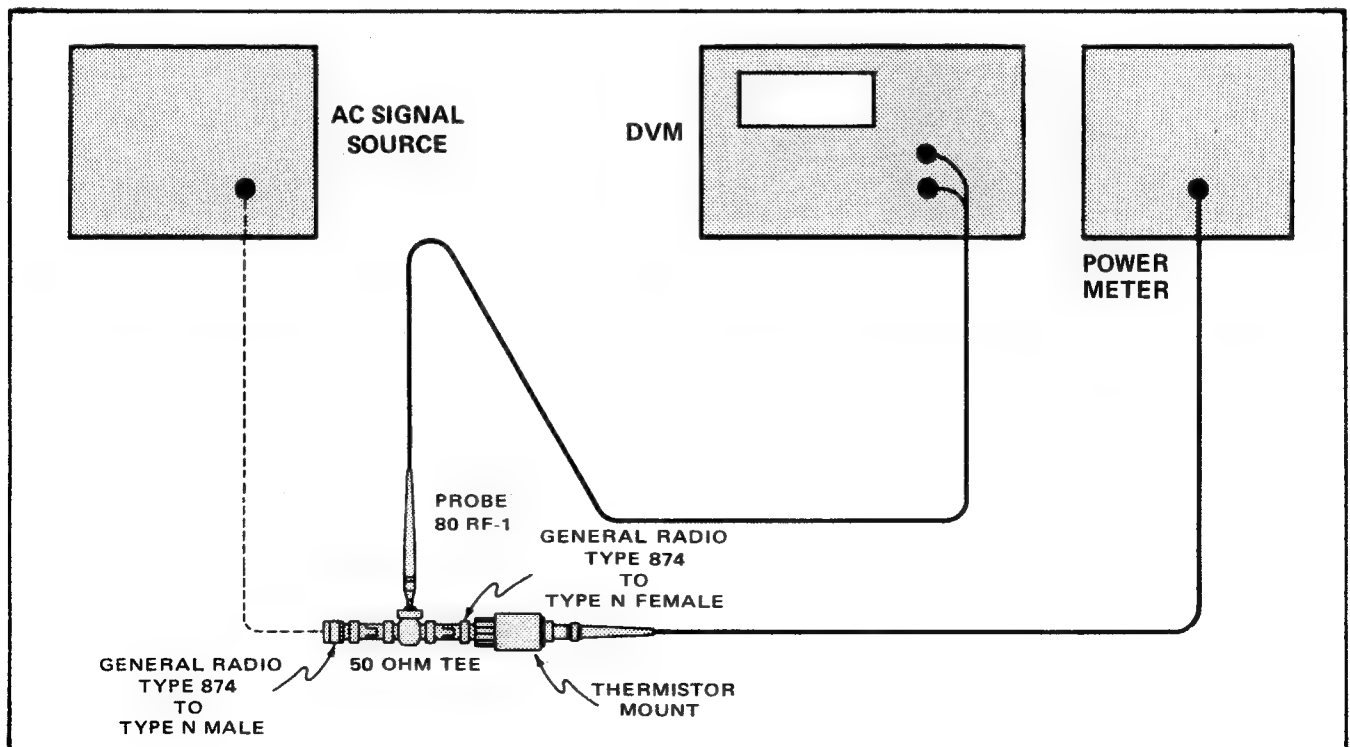 AC SIGNAL
SOURCE
DVM
POWER
METER
PROBE
80 RF-1
GENERAL RADIO
TYPE 874
TO
TYPE N FEMALE
GENERAL RADIO
TYPE 874
TO
TYPE N MALE
50 OHM TEE
THERMISTOR
MOUNT